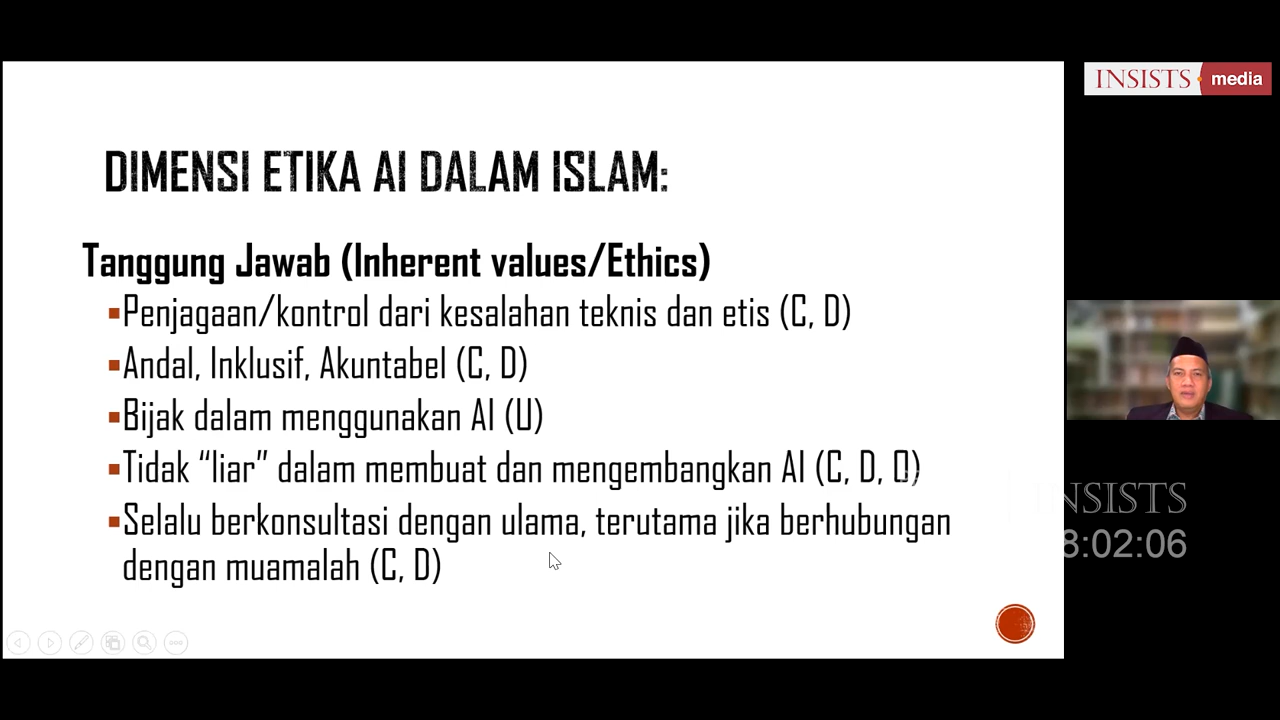 DIMENSI ETIKA AI DALAM ISLAM:
Tanggung Jawab (Inherent values/Ethics)
▪Penjagaan/kontrol dari kesalahan teknis dan etis (C, D)
▪Andal, Inklusif, Akuntabel (C, D)
▪Bijak dalam menggunakan AI (U)
▪Tidak “liar” dalam membuat dan mengembangkan AI (C, D, O)
▪Selalu berkonsultasi dengan ulama, terutama jika berhubungan
dengan muamalah (C, D)
INSISTS media
INSISTS
8:02:06